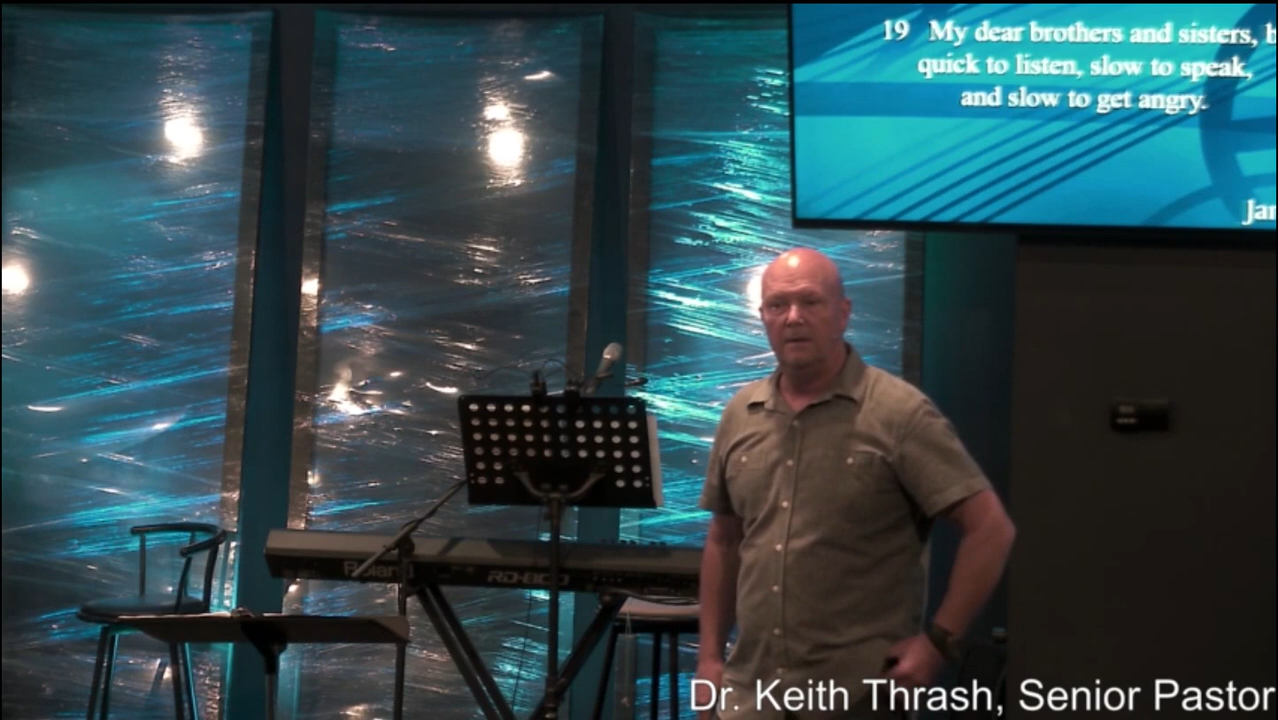 19 My dear brothers and sisters,
quick to listen, slow to speak,
and slow to get angry.
Roland
RD-800
Dr. Keith Thrash, Senior Pastor